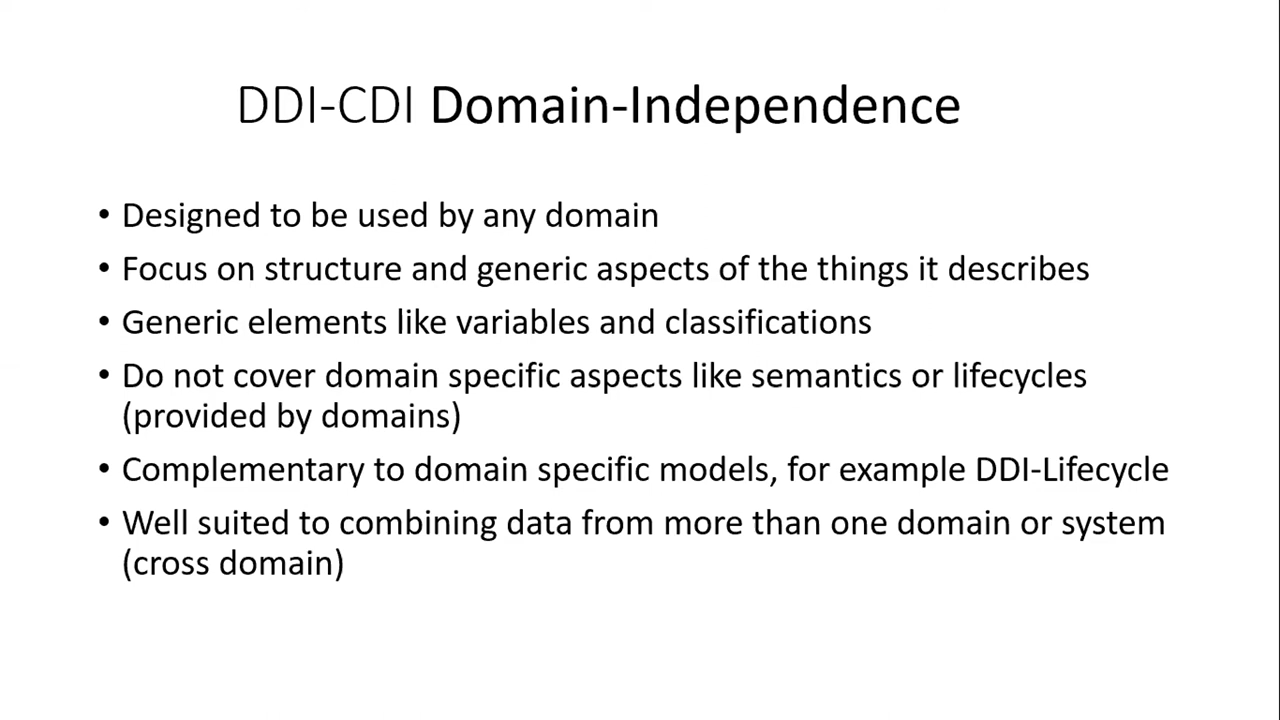 DDI-CDI Domain-Independence
• Designed to be used by any domain
• Focus on structure and generic aspects of the things it describes
• Generic elements like variables and classifications
• Do not cover domain specific aspects like semantics or lifecycles
(provided by domains)
• Complementary to domain specific models, for example DDI-Lifecycle
• Well suited to combining data from more than one domain or system
(cross domain)